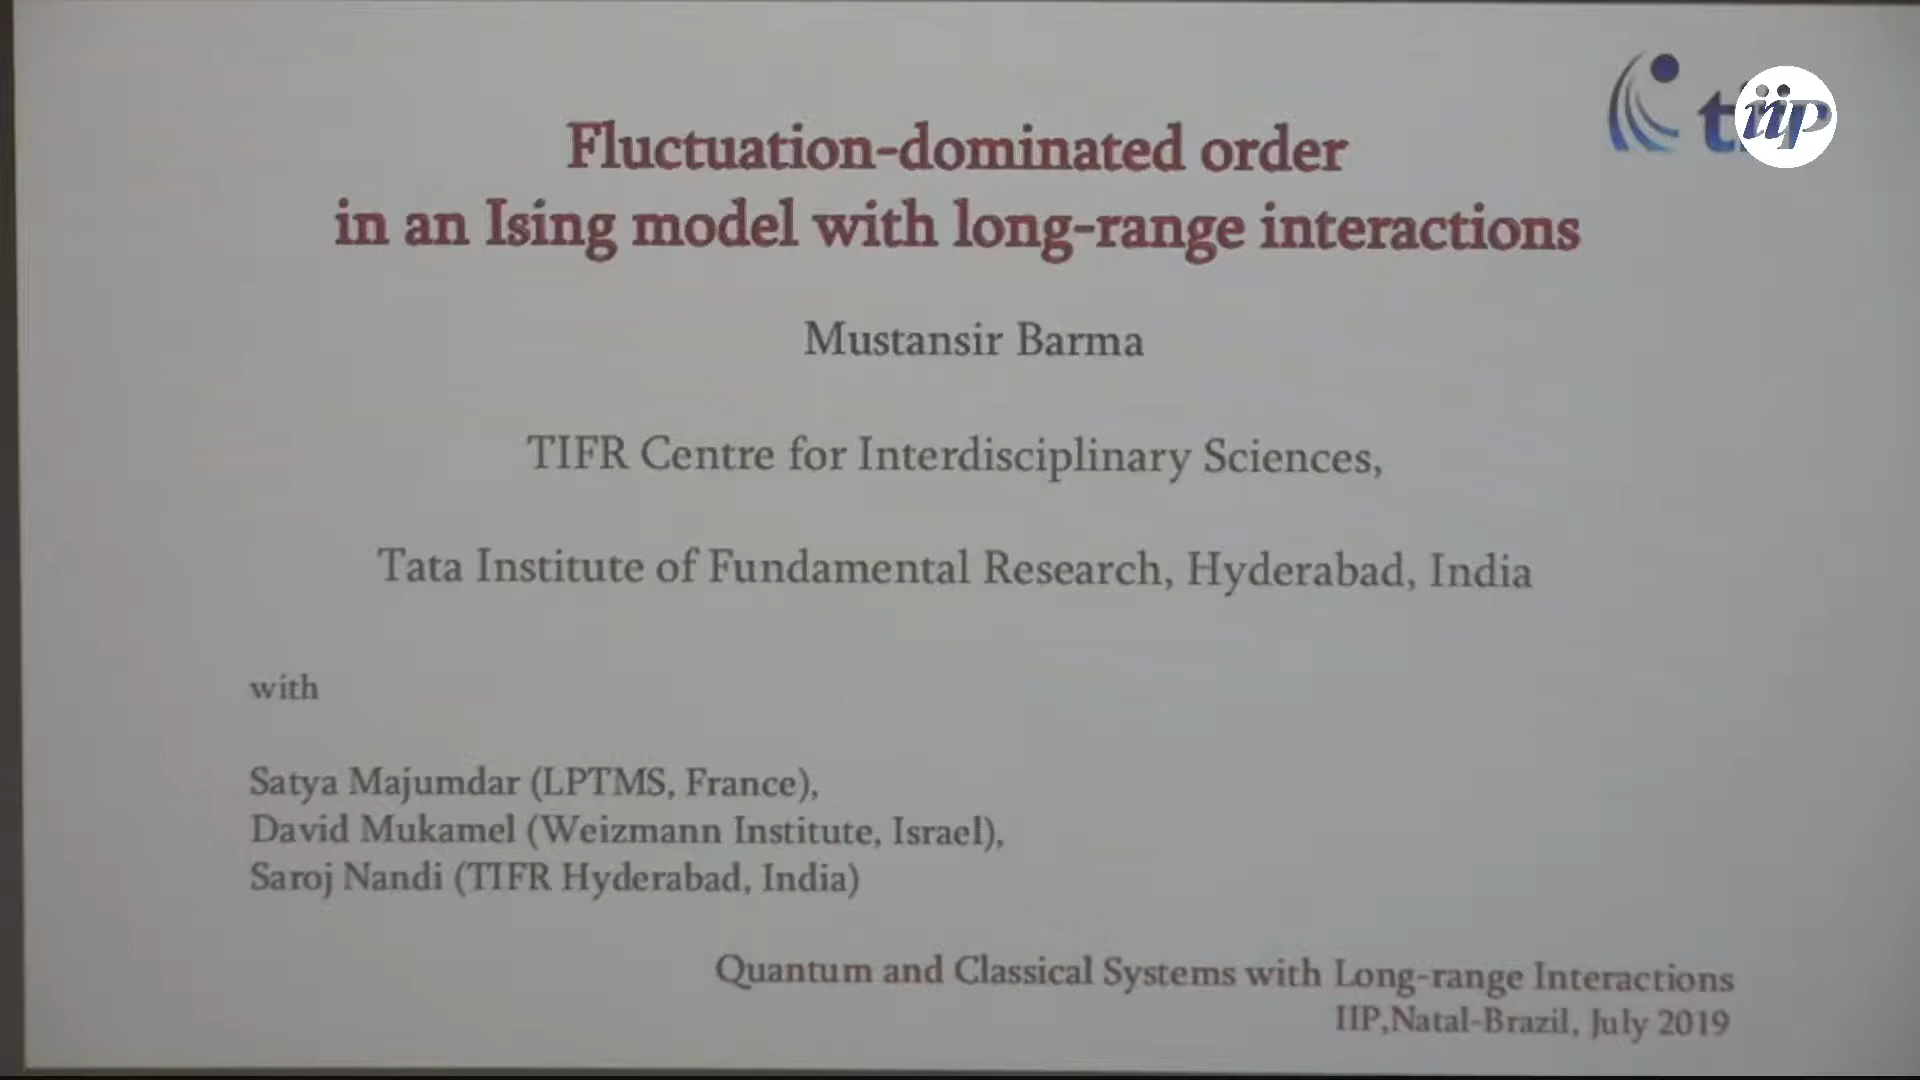 Fluctuation-dominated order
in an Ising model with long-range interactions
iip
Mustansir Barma
TIFR Centre for Interdisciplinary Sciences,
Tata Institute of Fundamental Research, Hyderabad, India
with
Satya Majumdar (LPTMS, France),
David Mukamel (Weizmann Institute, Israel),
Saroj Nandi (TIFR Hyderabad, India)
Quantum and Classical Systems with Long-range Interactions
IIP,Natal-Brazil, July 2019